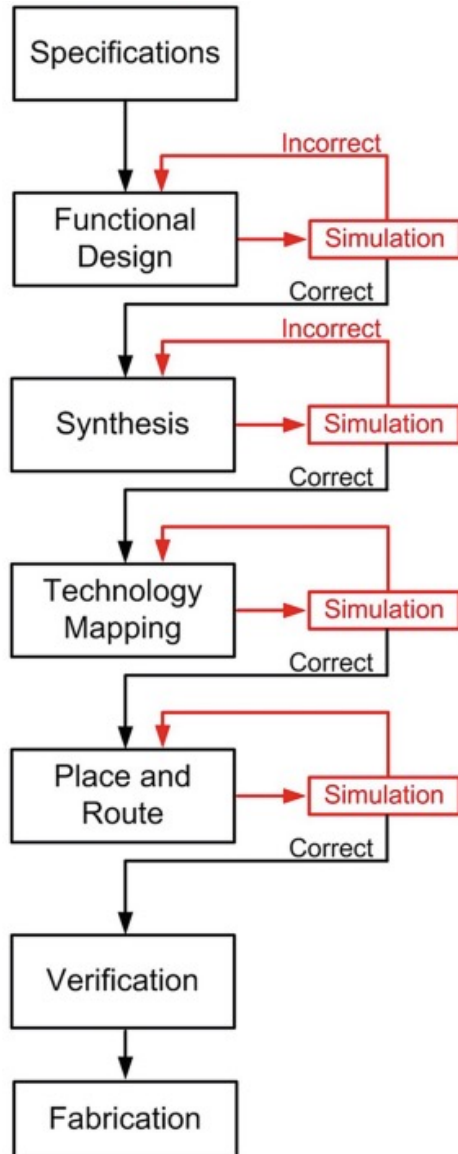 Specifications
Incorrect
Functional
Design
Simulation
Correct
Incorrect
Synthesis
Simulation
Correct
Technology
Mapping
Simulation
Correct
Place and
Route
Simulation
Correct
Verification
Fabrication